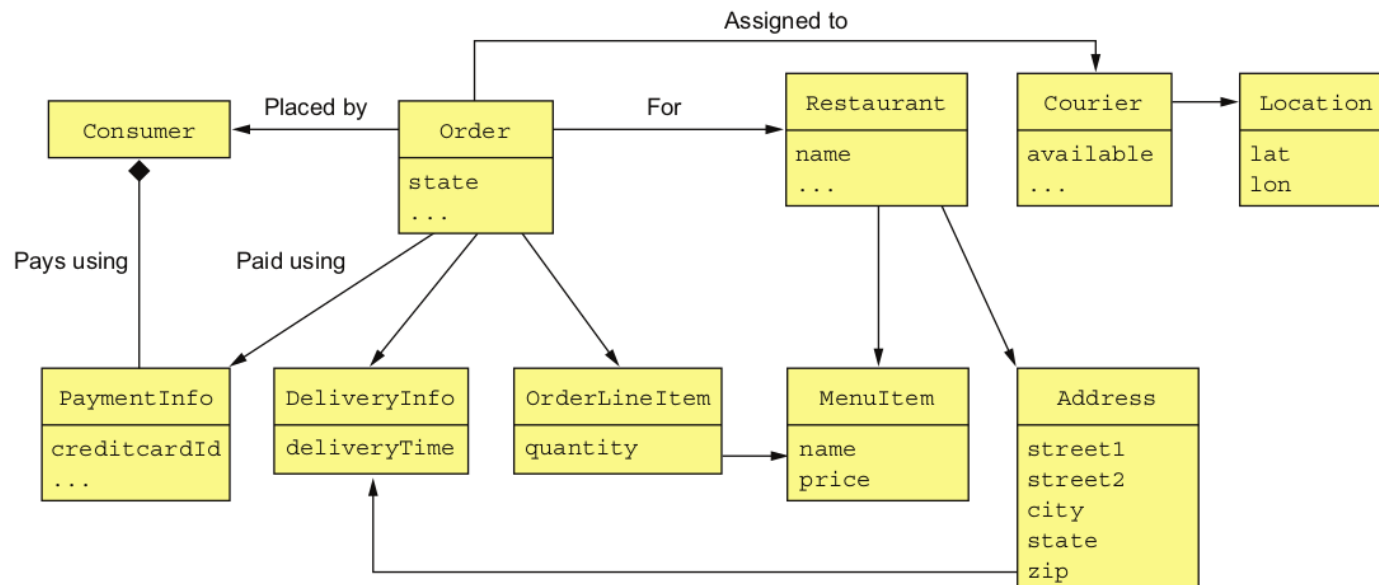 Assigned to
Consumer
Placed by
Order
state
...
For
Restaurant
name
...
Courier
available
...
Location
lat
lon
Pays using
Paid using
PaymentInfo
creditcardId
...
DeliveryInfo
deliveryTime
OrderLineItem
quantity
MenuItem
name
price
Address
street1
street2
city
state
zip